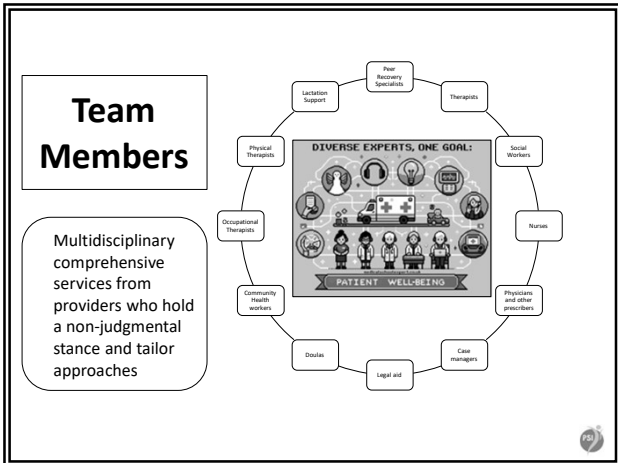 Team
Members
Multidisciplinary
comprehensive
services from
providers who hold
a non-judgmental
stance and tailor
approaches
Peer
Recovery
Specialists
Therapists
Social
Workers
Nurses
Physicians
and other
prescribers
Case
managers
Legal aid
Doulas
Community
Health
workers
Occupational
Therapists
Physical
Therapists
Lactation
Support
DIVERSE EXPERTS, ONE GOAL:
PATIENT WELL-BEING
PSI